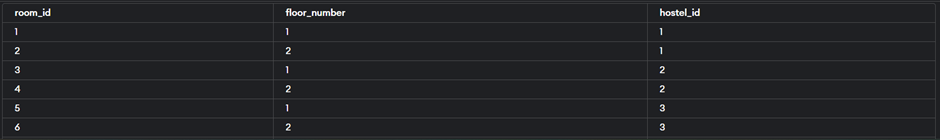 room_id floor_number hostel_id
1 1 1
2 2 1
3 1 2
4 2 2
5 1 3
6 2 3